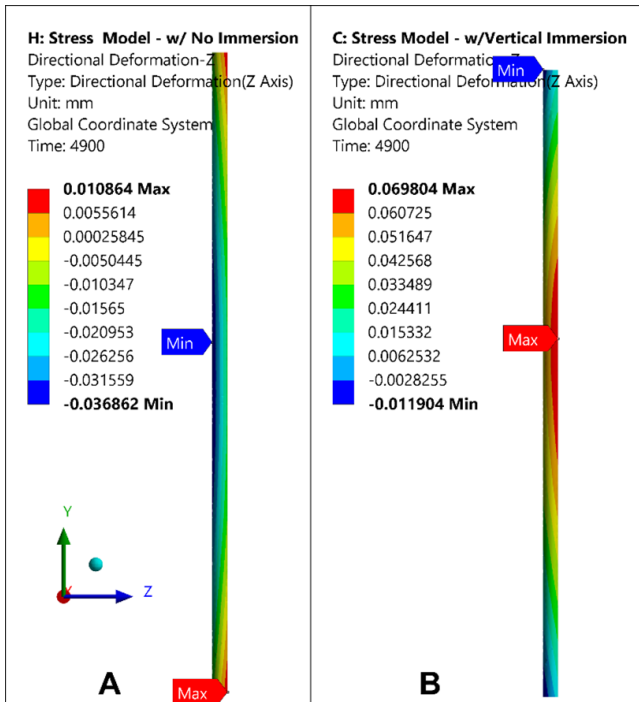 H: Stress Model - w/ No Immersion
Directional Deformation-Z
Type: Directional Deformation(Z Axis)
Unit: mm
Global Coordinate System
Time: 4900
0.010864 Max
0.0055614
0.00025845
-0.0050445
-0.010347
-0.01565
-0.020953
-0.026256
-0.031559
-0.036862 Min
Min
Max
Y
X
Z
A
C: Stress Model - w/Vertical Immersion
Directional Deformation-Z
Type: Directional Deformation(Z Axis)
Unit: mm
Global Coordinate System
Time: 4900
0.069804 Max
0.060725
0.051647
0.042568
0.033489
0.024411
0.015332
0.0062532
-0.0028255
-0.011904 Min
Min
Max
B